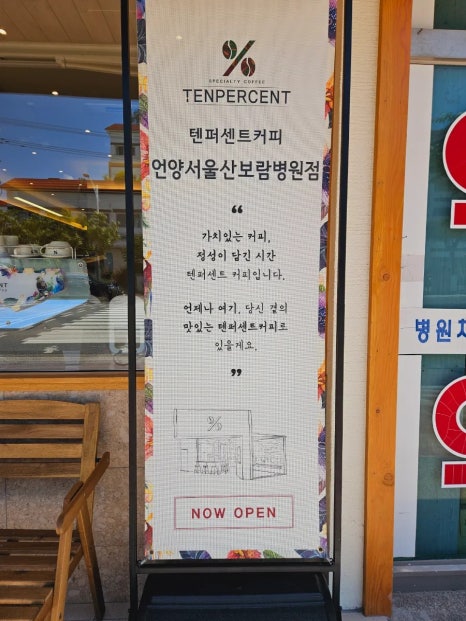 %
SPECIALTY COFFEE
TENPERCENT
텐퍼센트커피
언양서울산보람병원점
❝
가치있는 커피,
정성이 담긴 시간
텐퍼센트 커피입니다.
언제나 여기, 당신 곁의
맛있는 텐퍼센트커피로
있을게요.
❞
%
NOW OPEN
병원